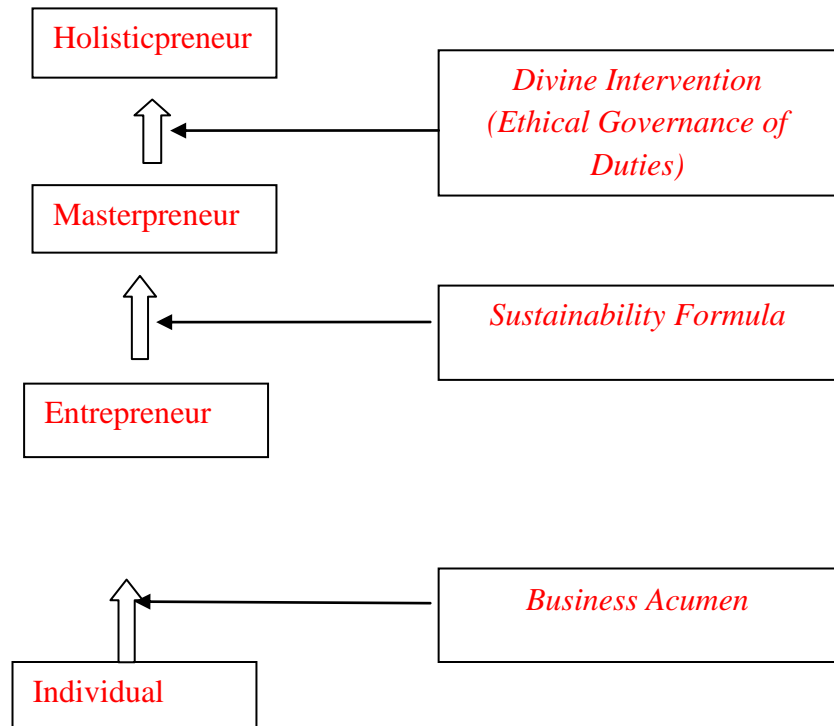 Holisticpreneur
Divine Intervention
(Ethical Governance of
Duties)
Masterpreneur
Sustainability Formula
Entrepreneur
Business Acumen
Individual